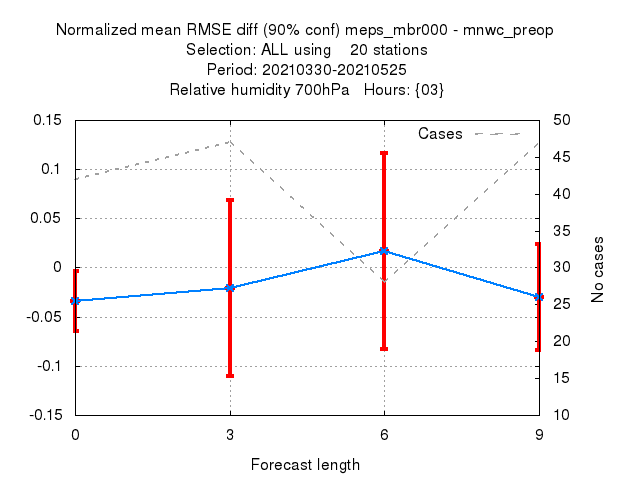 Normalized mean RMSE diff (90% conf) meps_mbr000 - mnwc_preop
Selection: ALL using 20 stations
Period: 20210330-20210525
Relative humidity 700hPa Hours: {03}
Cases
0.15
0.1
0.05
0
-0.05
-0.1
-0.15
50
45
40
35
30
25
20
15
10
No cases
0 3 6 9
Forecast length